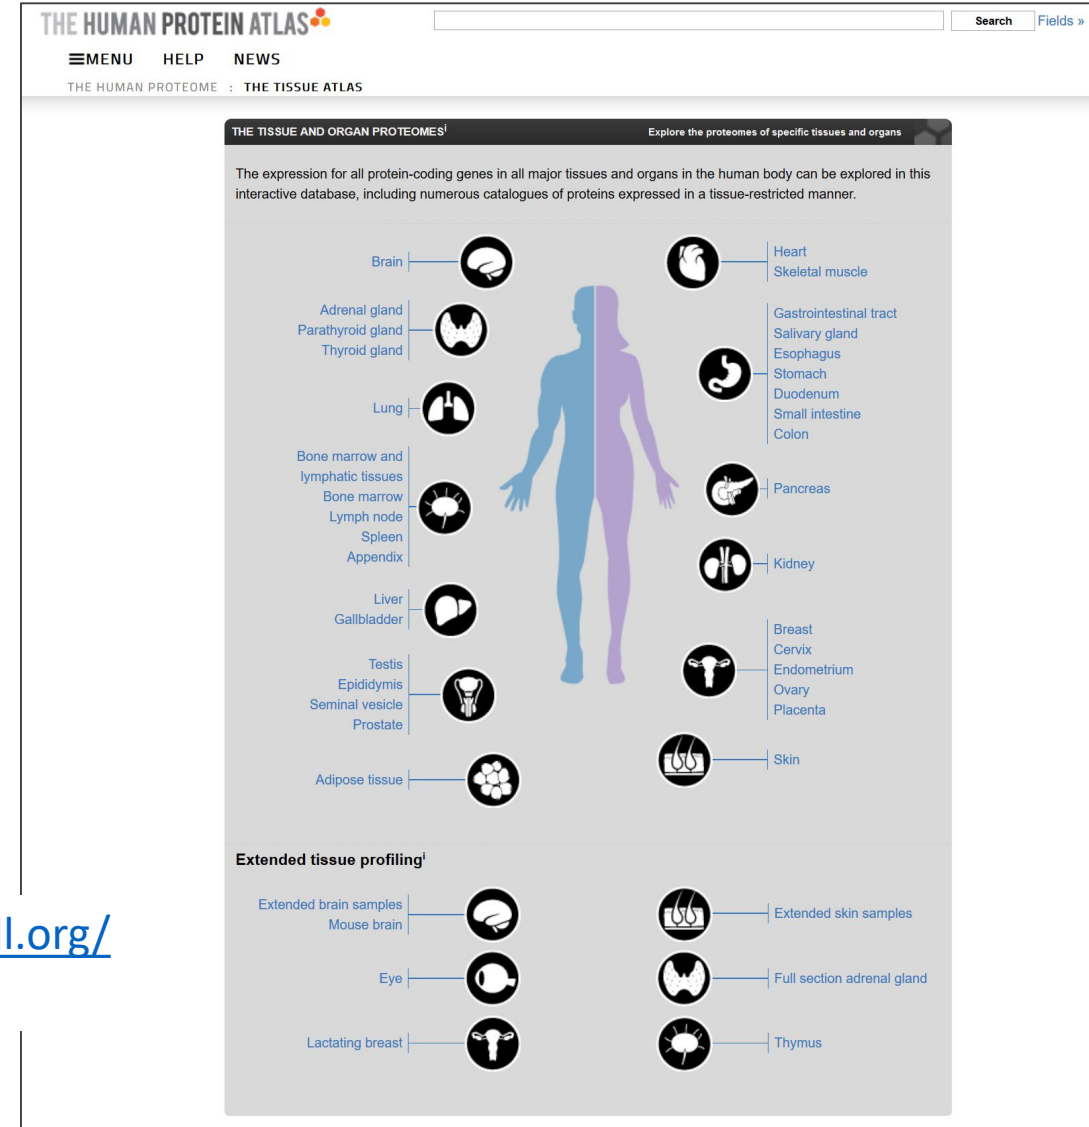 THE HUMAN PROTEIN ATLAS
Search
Fields »
MENU HELP NEWS
THE HUMAN PROTEOME : THE TISSUE ATLAS
THE TISSUE AND ORGAN PROTEOMESi
Explore the proteomes of specific tissues and organs
The expression for all protein-coding genes in all major tissues and organs in the human body can be explored in this
interactive database, including numerous catalogues of proteins expressed in a tissue-restricted manner.
Brain
Adrenal gland
Parathyroid gland
Thyroid gland
Lung
Bone marrow and
lymphatic tissues
Bone marrow
Lymph node
Spleen
Appendix
Liver
Gallbladder
Testis
Epididymis
Seminal vesicle
Prostate
Adipose tissue
Heart
Skeletal muscle
Gastrointestinal tract
Salivary gland
Esophagus
Stomach
Duodenum
Small intestine
Colon
Pancreas
Kidney
Breast
Cervix
Endometrium
Ovary
Placenta
Skin
Extended tissue profilingi
Extended brain samples
Mouse brain
Eye
Lactating breast
Extended skin samples
Full section adrenal gland
Thymus
l.org/